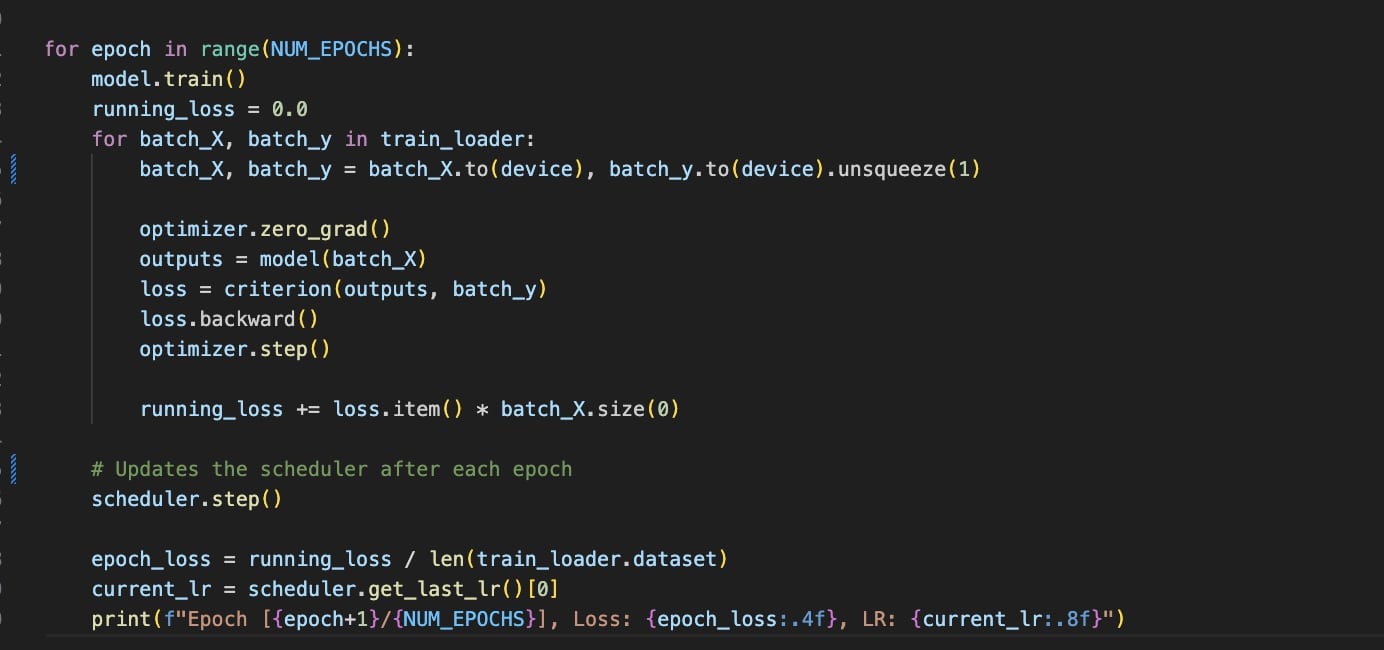 for epoch in range(NUM_EPOCHS):
    model.train()
    running_loss = 0.0
    for batch_X, batch_y in train_loader:
        batch_X, batch_y = batch_X.to(device), batch_y.to(device).unsqueeze(1)
        optimizer.zero_grad()
        outputs = model(batch_X)
        loss = criterion(outputs, batch_y)
        loss.backward()
        optimizer.step()
        running_loss += loss.item() * batch_X.size(0)
    # Updates the scheduler after each epoch
    scheduler.step()
    epoch_loss = running_loss / len(train_loader.dataset)
    current_lr = scheduler.get_last_lr()[0]
    print(f"Epoch [{epoch+1}/{NUM_EPOCHS}], Loss: {epoch_loss:.4f}, LR: {current_lr:.8f}")